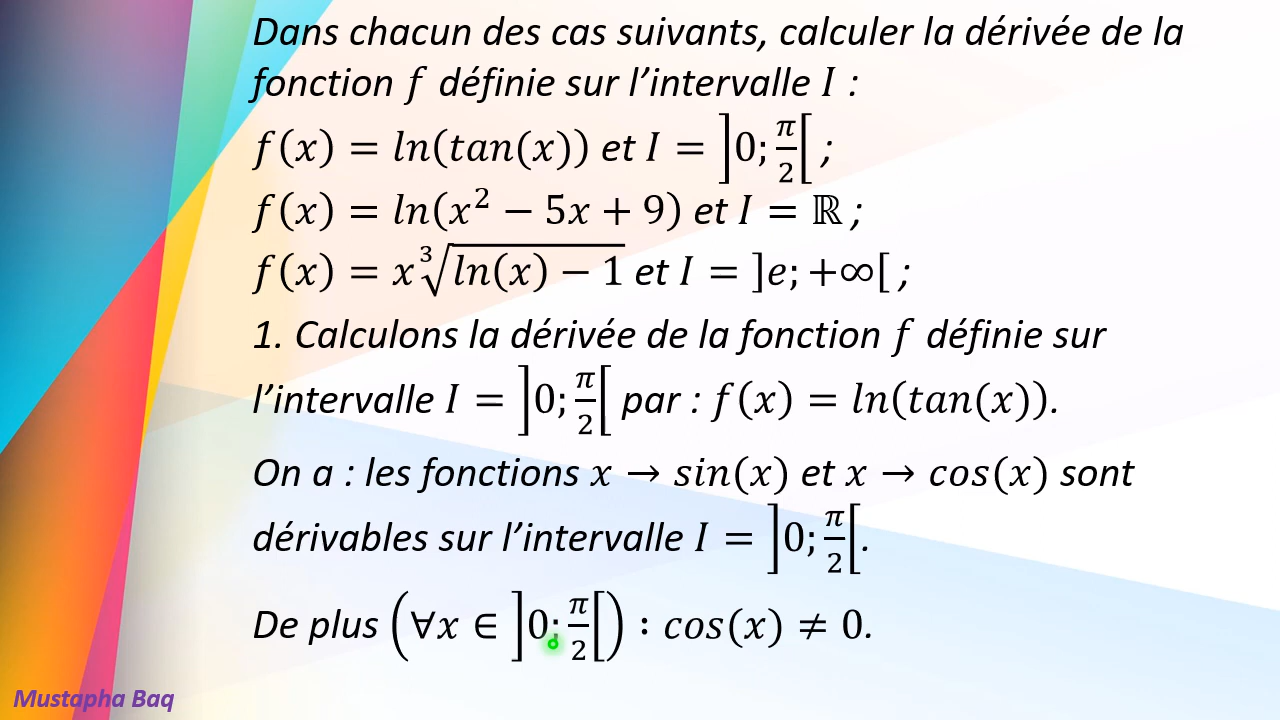 Dans chacun des cas suivants, calculer la dérivée de la
fonction f définie sur l'intervalle I :
f(x) = ln(tan(x)) et I = ]0; π/2[ ;
f(x) = ln(x² − 5x + 9) et I = ℝ ;
f(x) = x ∛(ln(x) − 1) et I = ]e; +∞[ ;
1. Calculons la dérivée de la fonction f définie sur
l'intervalle I = ]0; π/2[ par : f(x) = ln(tan(x)).
On a : les fonctions x → sin(x) et x → cos(x) sont
dérivables sur l'intervalle I = ]0; π/2[.
De plus (∀x ∈ ]0; π/2[) : cos(x) ≠ 0.
Mustapha Baq